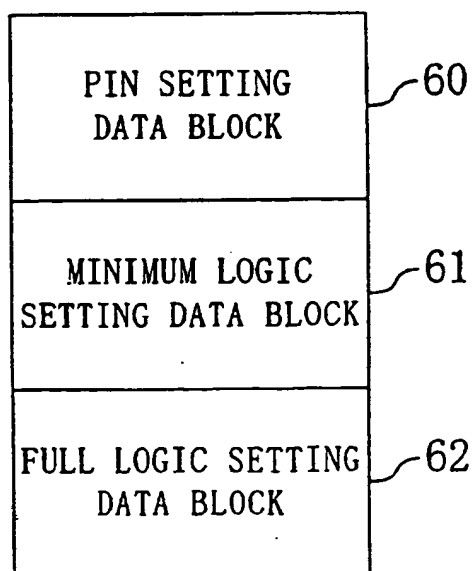 PIN SETTING
DATA BLOCK
60
MINIMUM LOGIC
SETTING DATA BLOCK
61
FULL LOGIC SETTING
DATA BLOCK
62